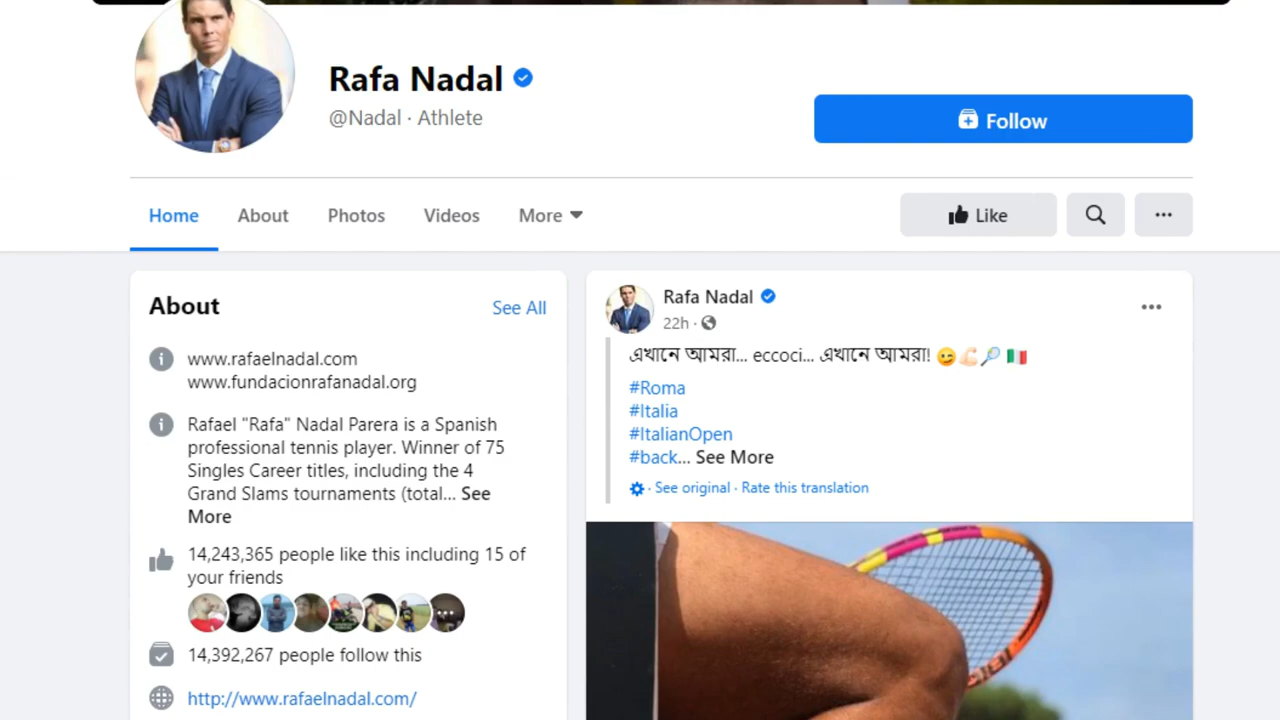 Rafa Nadal
@Nadal · Athlete
Follow
Home About Photos Videos More
Like
About
See All
www.rafaelnadal.com
www.fundacionrafanadal.org
Rafael "Rafa" Nadal Parera is a Spanish
professional tennis player. Winner of 75
Singles Career titles, including the 4
Grand Slams tournaments (total... See
More
14,243,365 people like this including 15 of
your friends
14,392,267 people follow this
http://www.rafaelnadal.com/
Rafa Nadal
22h ·
এখানে আমরা... eccoci... এখানে আমরা! 😜💪🏻🎾 🇮🇹
#Roma
#Italia
#ItalianOpen
#back... See More
· See original · Rate this translation